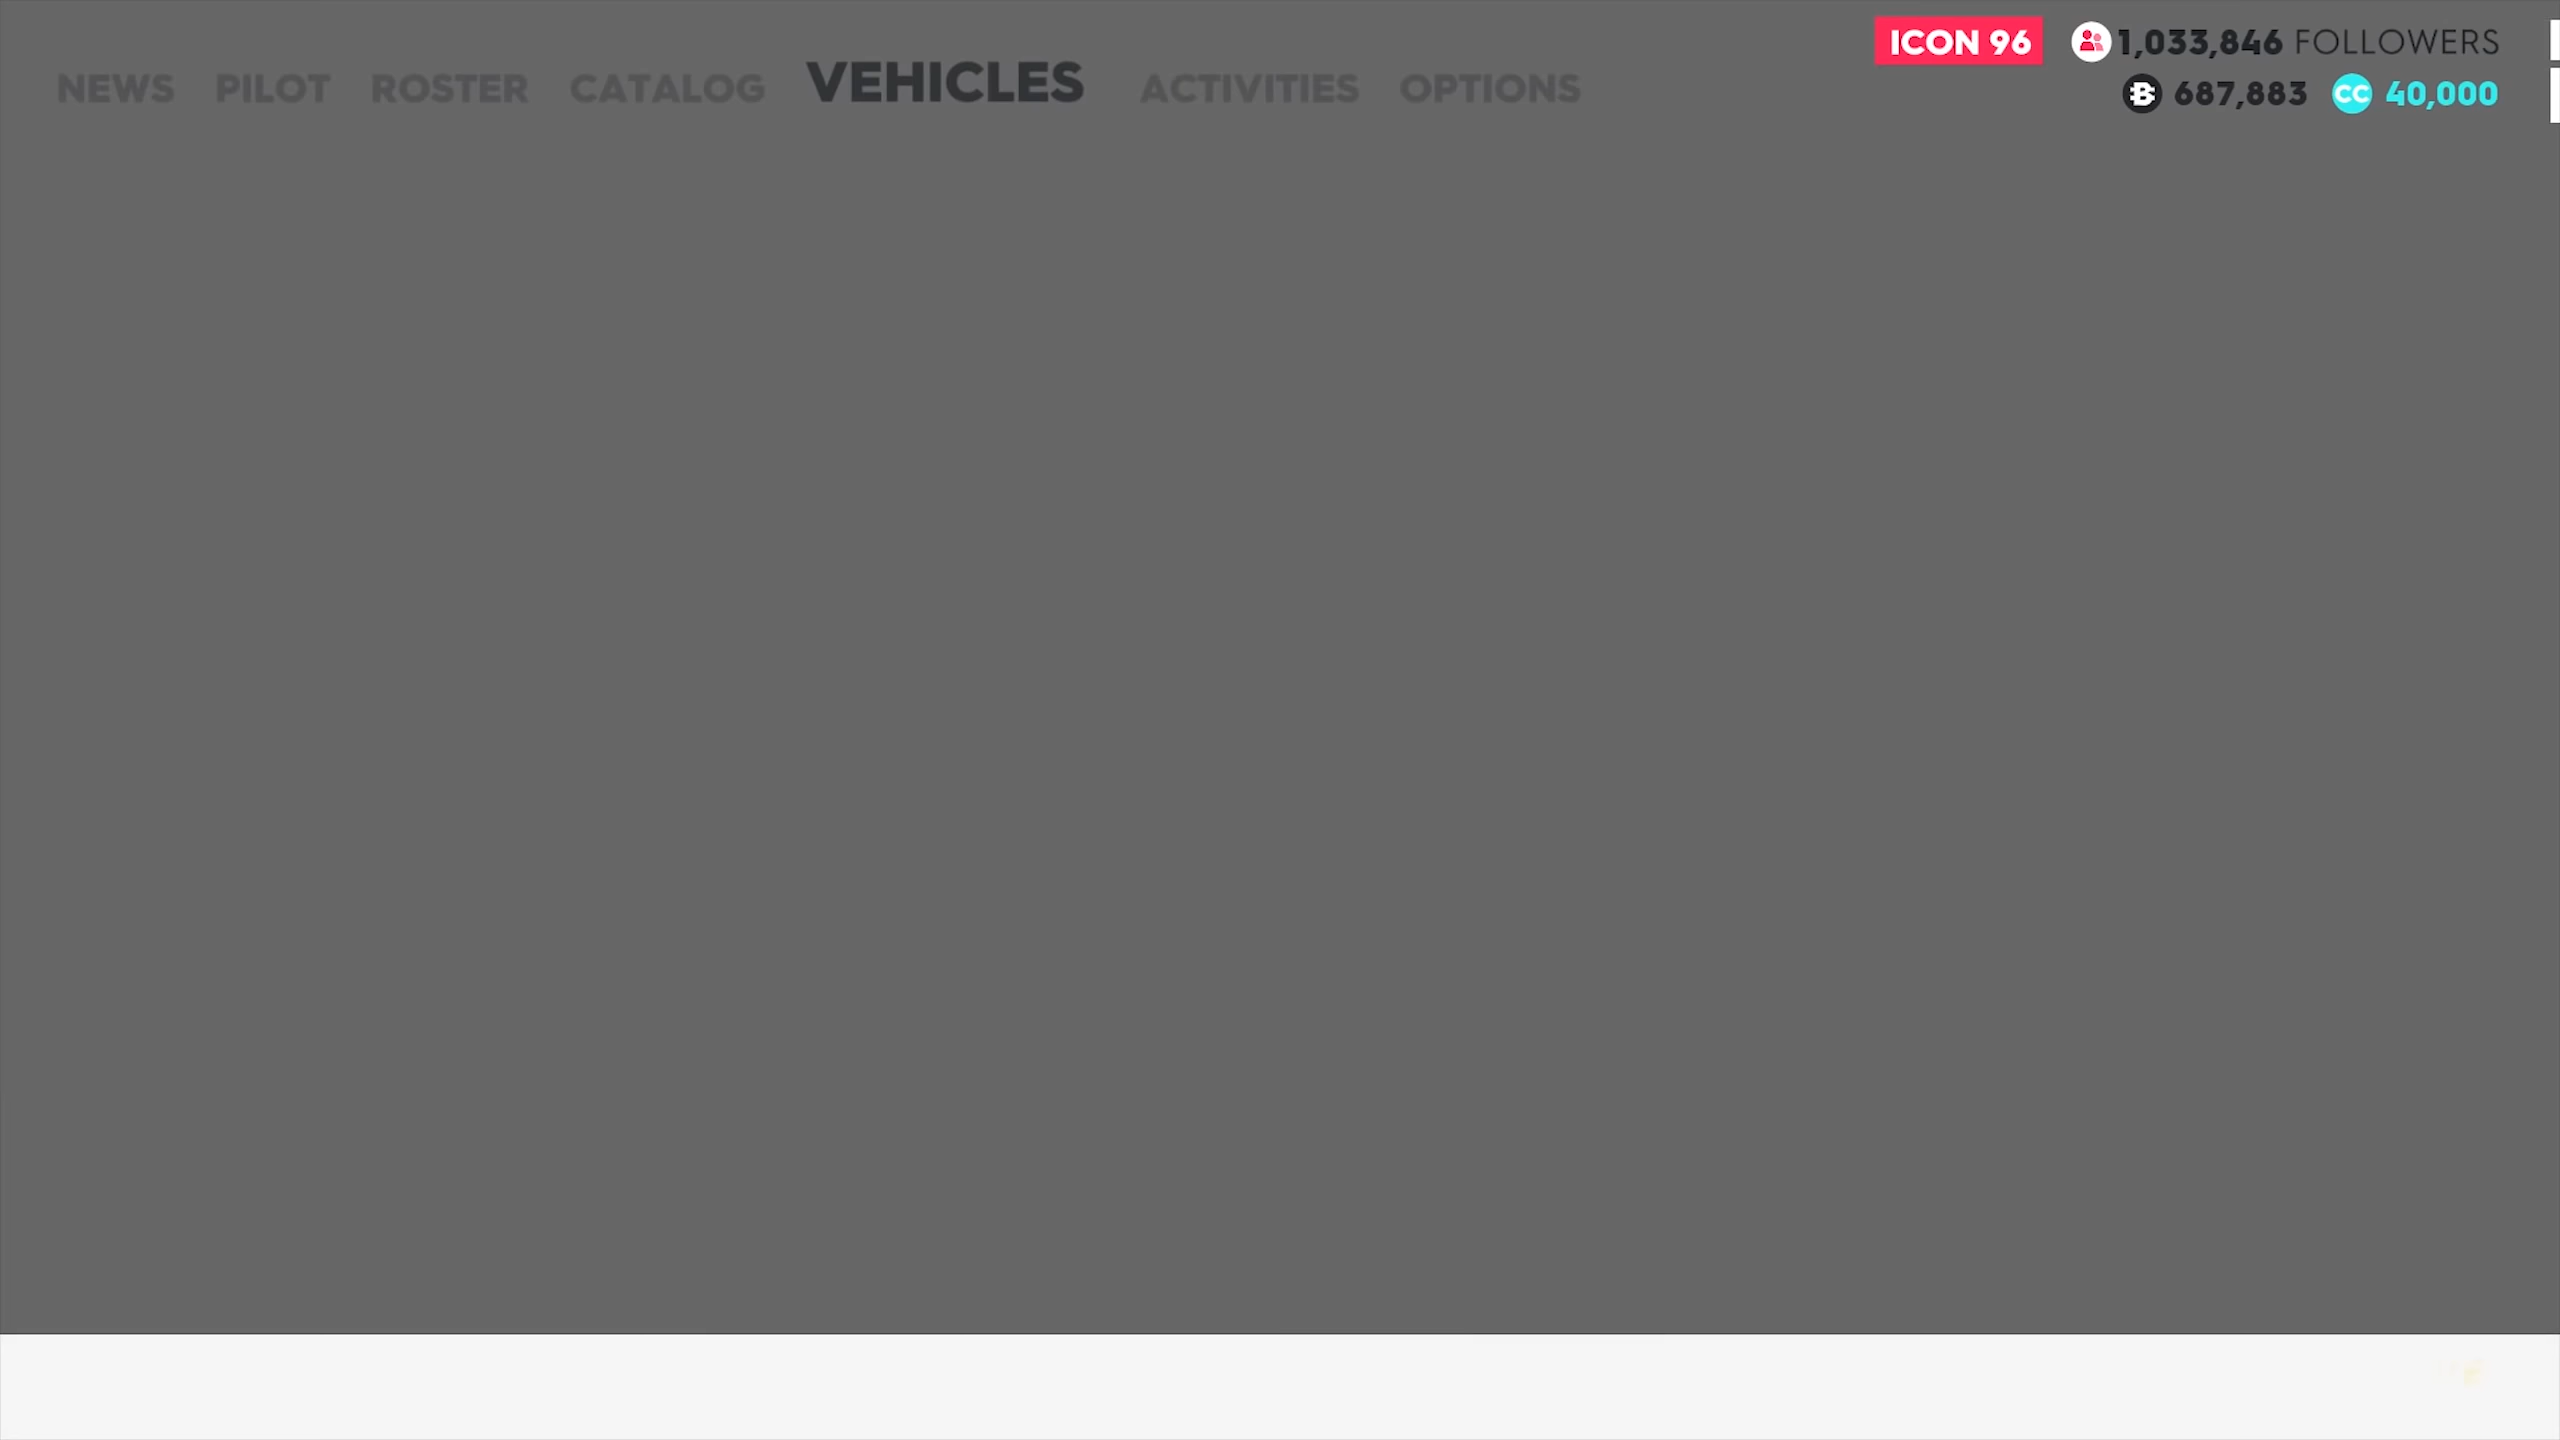 ICON 96 1,033,846 FOLLOWERS
NEWS PILOT ROSTER CATALOG VEHICLES ACTIVITIES OPTIONS
687,883 CC 40,000